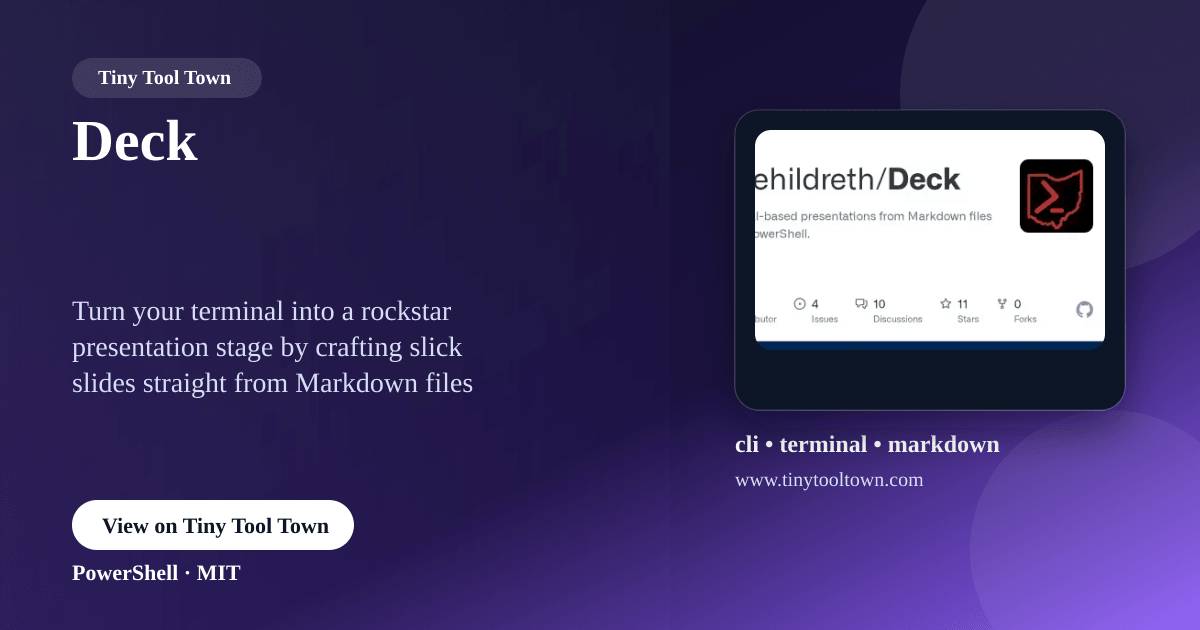 Tiny Tool Town
Deck
Turn your terminal into a rockstar
presentation stage by crafting slick
slides straight from Markdown files
View on Tiny Tool Town
PowerShell · MIT
ehildreth/Deck
l-based presentations from Markdown files
owerShell.
4
Issues
10
Discussions
11
Stars
0
Forks
butor
cli • terminal • markdown
www.tinytooltown.com